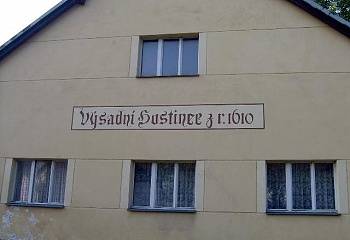 Výsadní Hostinec z r. 1610